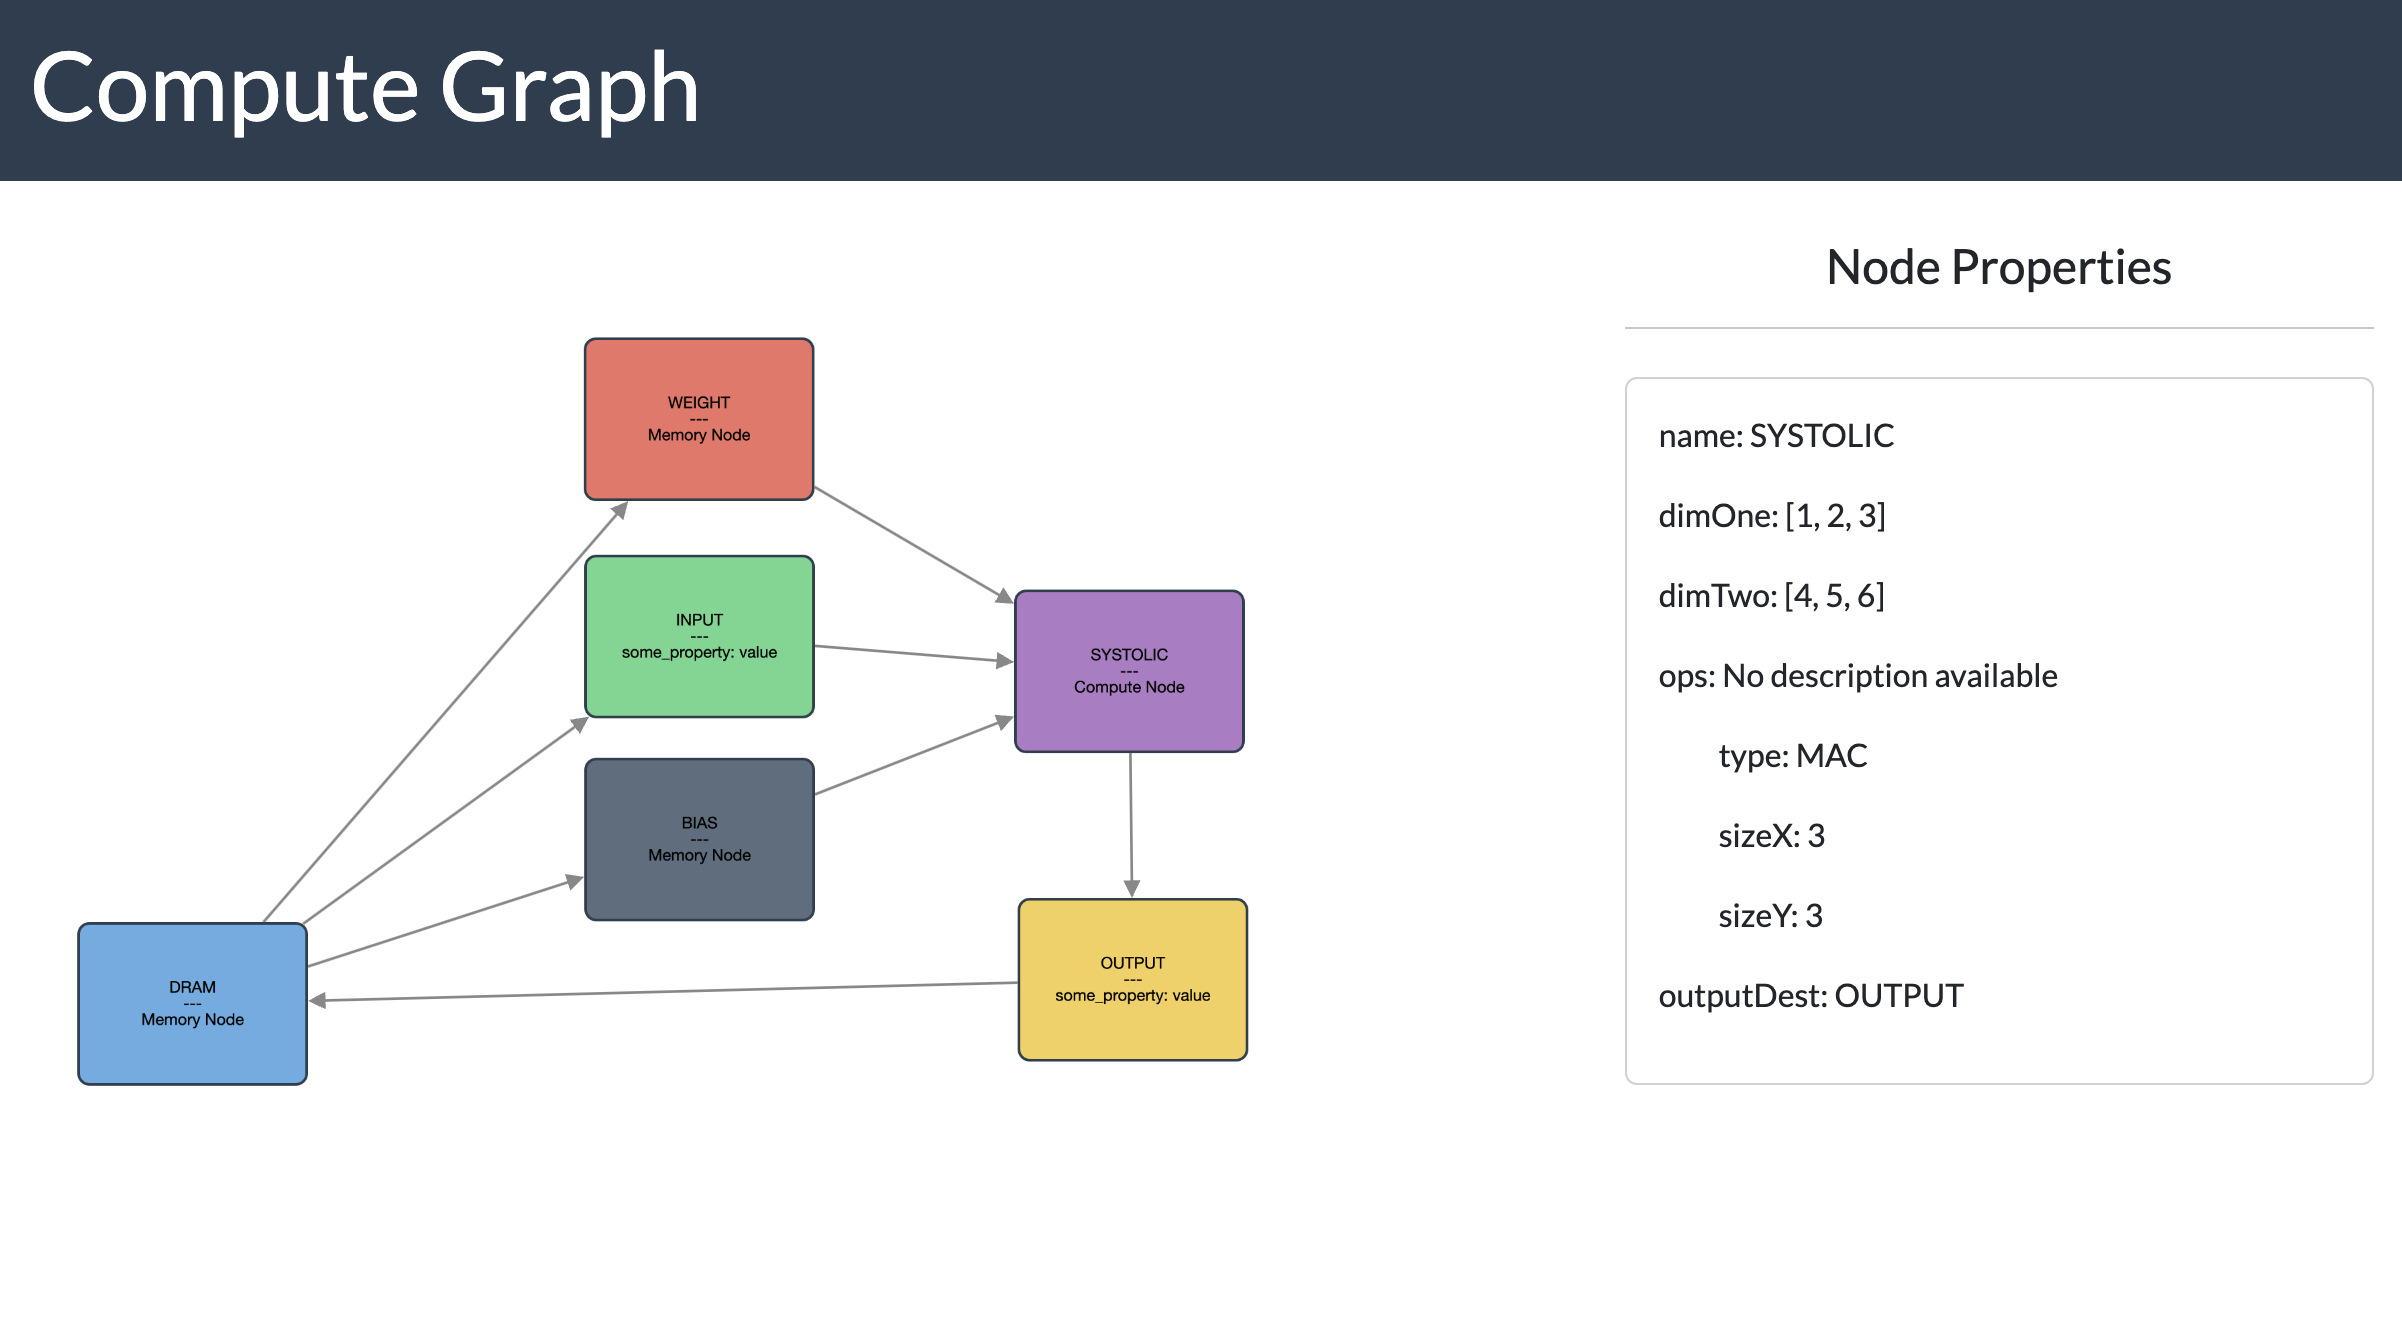 Compute Graph
WEIGHT
---
Memory Node
INPUT
---
some_property: value
BIAS
---
Memory Node
SYSTOLIC
---
Compute Node
DRAM
---
Memory Node
OUTPUT
---
some_property: value
Node Properties
name: SYSTOLIC
dimOne: [1, 2, 3]
dimTwo: [4, 5, 6]
ops: No description available
type: MAC
sizeX: 3
sizeY: 3
outputDest: OUTPUT